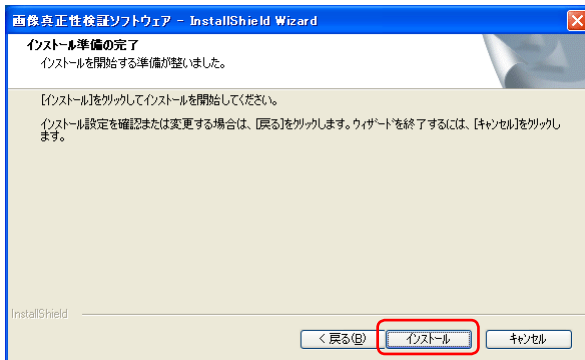 画像真正性検証ソフトウェア - InstallShield Wizard
インストール準備の完了
インストールを開始する準備が整いました。
[インストール]をクリックしてインストールを開始してください。
インストール設定を確認または変更する場合は、[戻る]をクリックします。ウィザードを終了するには、[キャンセル]をクリックし
ます。
InstallShield
< 戻る(B)
インストール
キャンセル